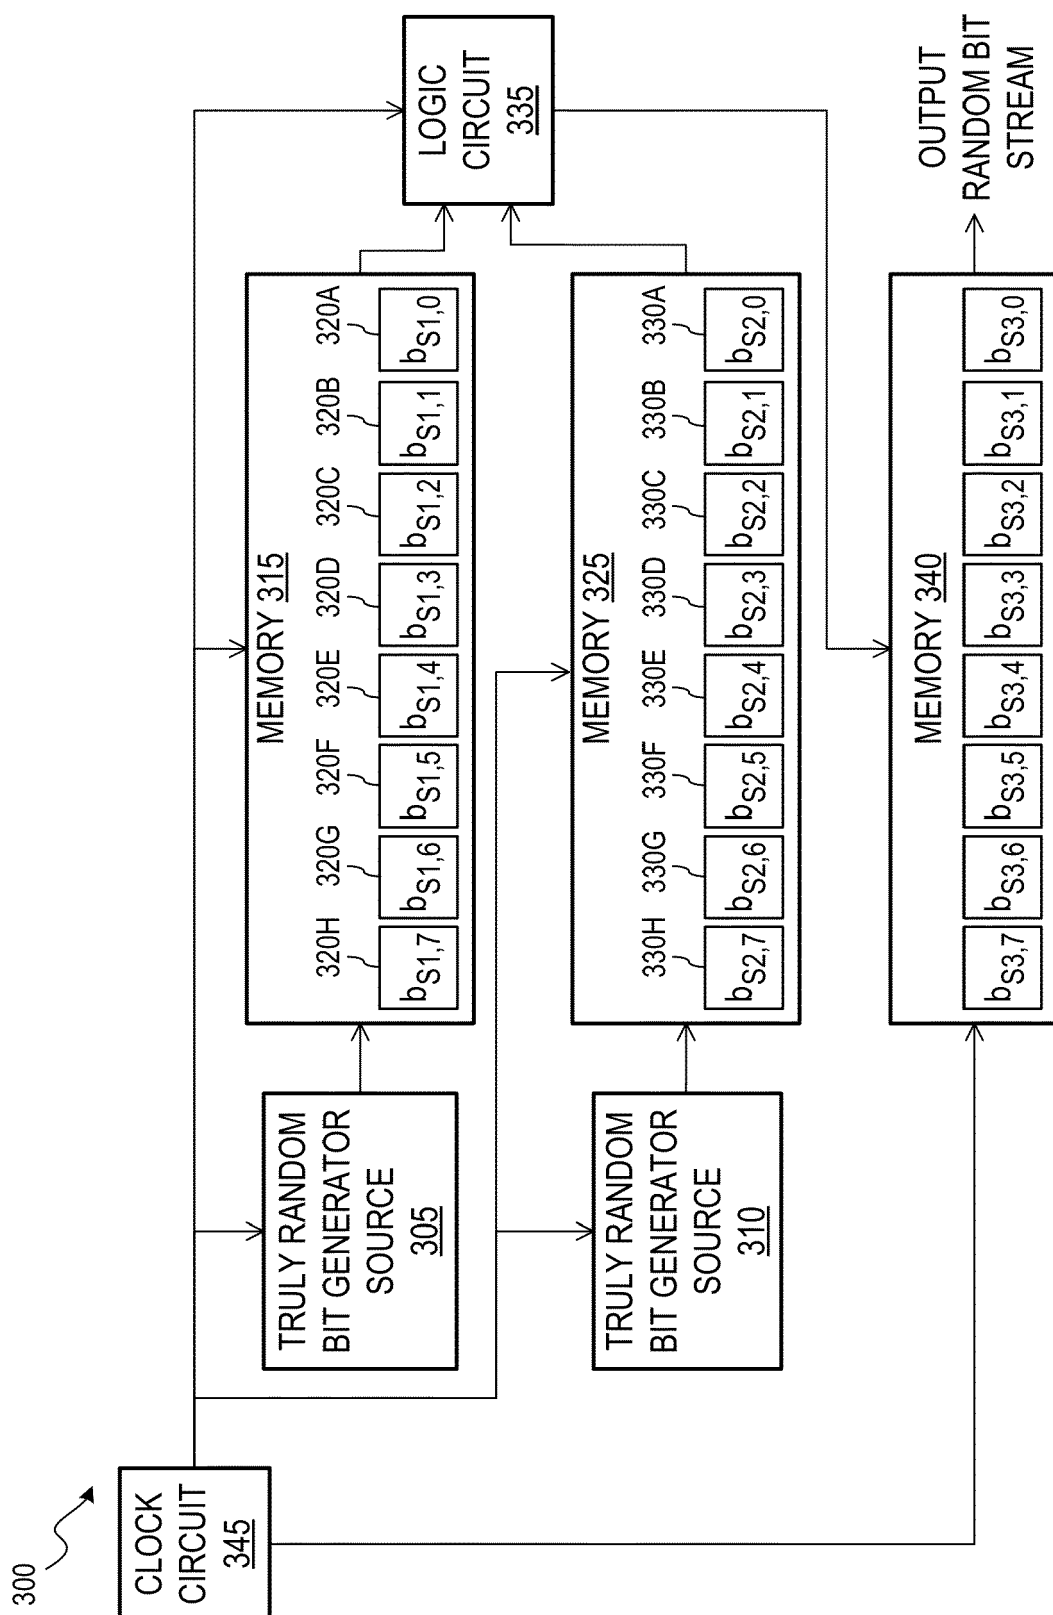 300
CLOCK
CIRCUIT
345
TRULY RANDOM
BIT GENERATOR
SOURCE
305
MEMORY 315
320H 320G 320F 320E 320D 320C 320B 320A
bS1,7 bS1,6 bS1,5 bS1,4 bS1,3 bS1,2 bS1,1 bS1,0
LOGIC
CIRCUIT
335
TRULY RANDOM
BIT GENERATOR
SOURCE
310
MEMORY 325
330H 330G 330F 330E 330D 330C 330B 330A
bS2,7 bS2,6 bS2,5 bS2,4 bS2,3 bS2,2 bS2,1 bS2,0
MEMORY 340
bS3,7 bS3,6 bS3,5 bS3,4 bS3,3 bS3,2 bS3,1 bS3,0
OUTPUT
RANDOM BIT
STREAM